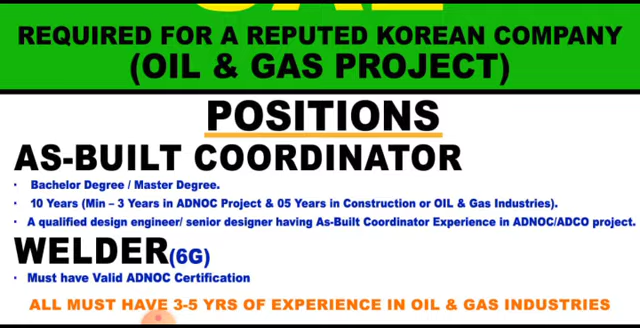 REQUIRED FOR A REPUTED KOREAN COMPANY
(OIL & GAS PROJECT)
POSITIONS
AS-BUILT COORDINATOR
· Bachelor Degree / Master Degree.
· 10 Years (Min – 3 Years in ADNOC Project & 05 Years in Construction or OIL & Gas Industries).
· A qualified design engineer/ senior designer having As-Built Coordinator Experience in ADNOC/ADCO project.
WELDER(6G)
· Must have Valid ADNOC Certification
ALL MUST HAVE 3-5 YRS OF EXPERIENCE IN OIL & GAS INDUSTRIES